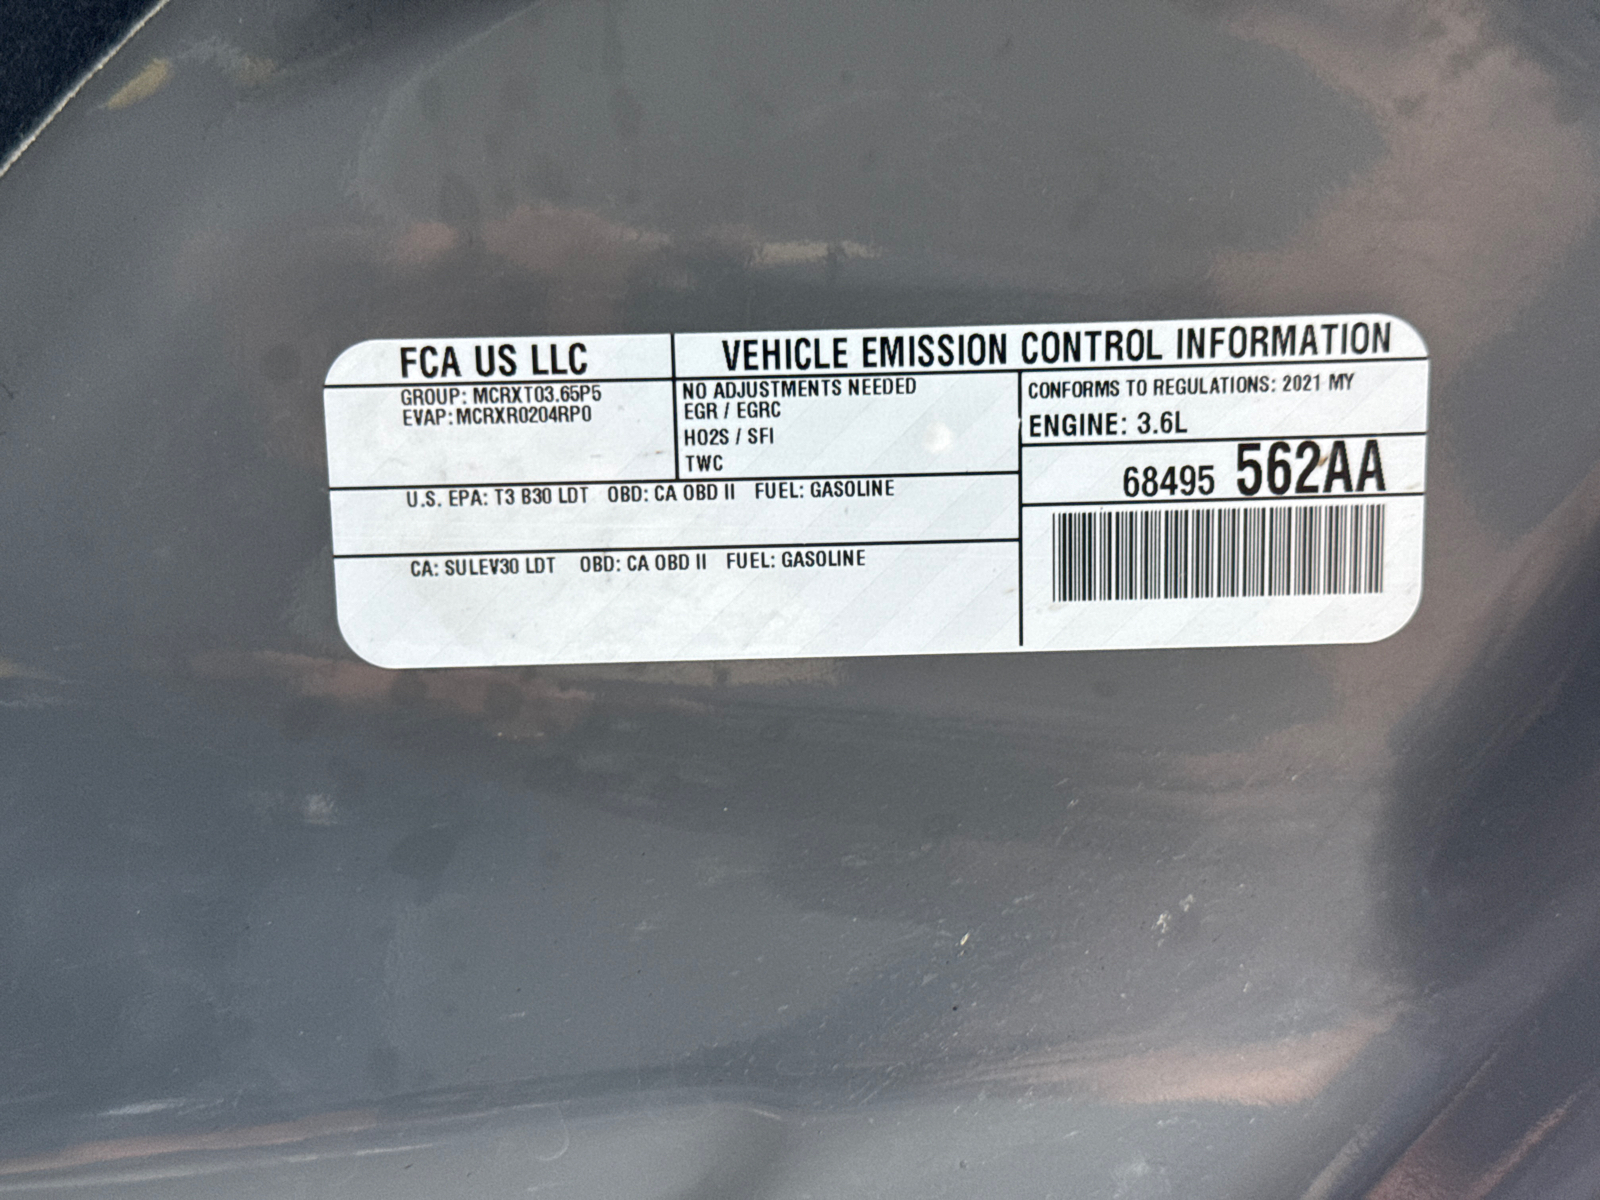 FCA US LLC
VEHICLE EMISSION CONTROL INFORMATION
GROUP: MCRXT03.65P5
EVAP: MCRXR0204RP0
NO ADJUSTMENTS NEEDED
EGR / EGRC
HO2S / SFI
TWC
CONFORMS TO REGULATIONS: 2021 MY
ENGINE: 3.6L
68495 562AA
U.S. EPA: T3 B30 LDT OBD: CA OBD II FUEL: GASOLINE
CA: SULEV30 LDT OBD: CA OBD II FUEL: GASOLINE